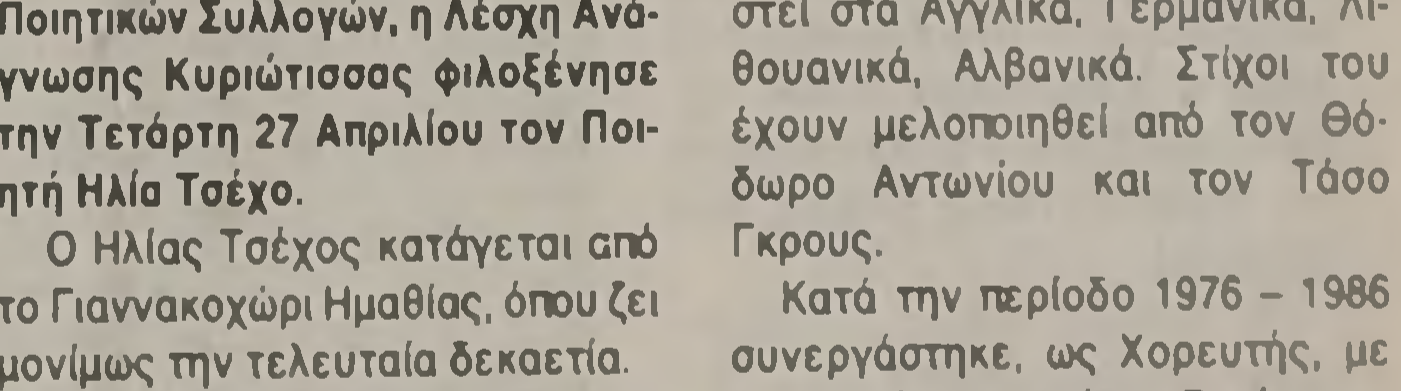 Ποιητικών Συλλογών, η Λέσχη Ανά-
γνωσης Κυριώτισσας φιλοξένησε
την Τετάρτη 27 Απριλίου τον Ποι-
ητή Ηλία Τσέχο.
Ο Ηλίας Τσέχος κατάγεται από
το Γιαννακοχώρι Ημαθίας, όπου ζει
μονίμως την τελευταία δεκαετία.
στεί στα Αγγλικά, Γερμανικά, Λι-
θουανικά, Αλβανικά. Στίχοι του
έχουν μελοποιηθεί από τον Θό-
δωρο Αντωνίου και τον Τάσο
Γκρους.
Κατά την περίοδο 1976 – 1986
συνεργάστηκε, ως Χορευτής, με